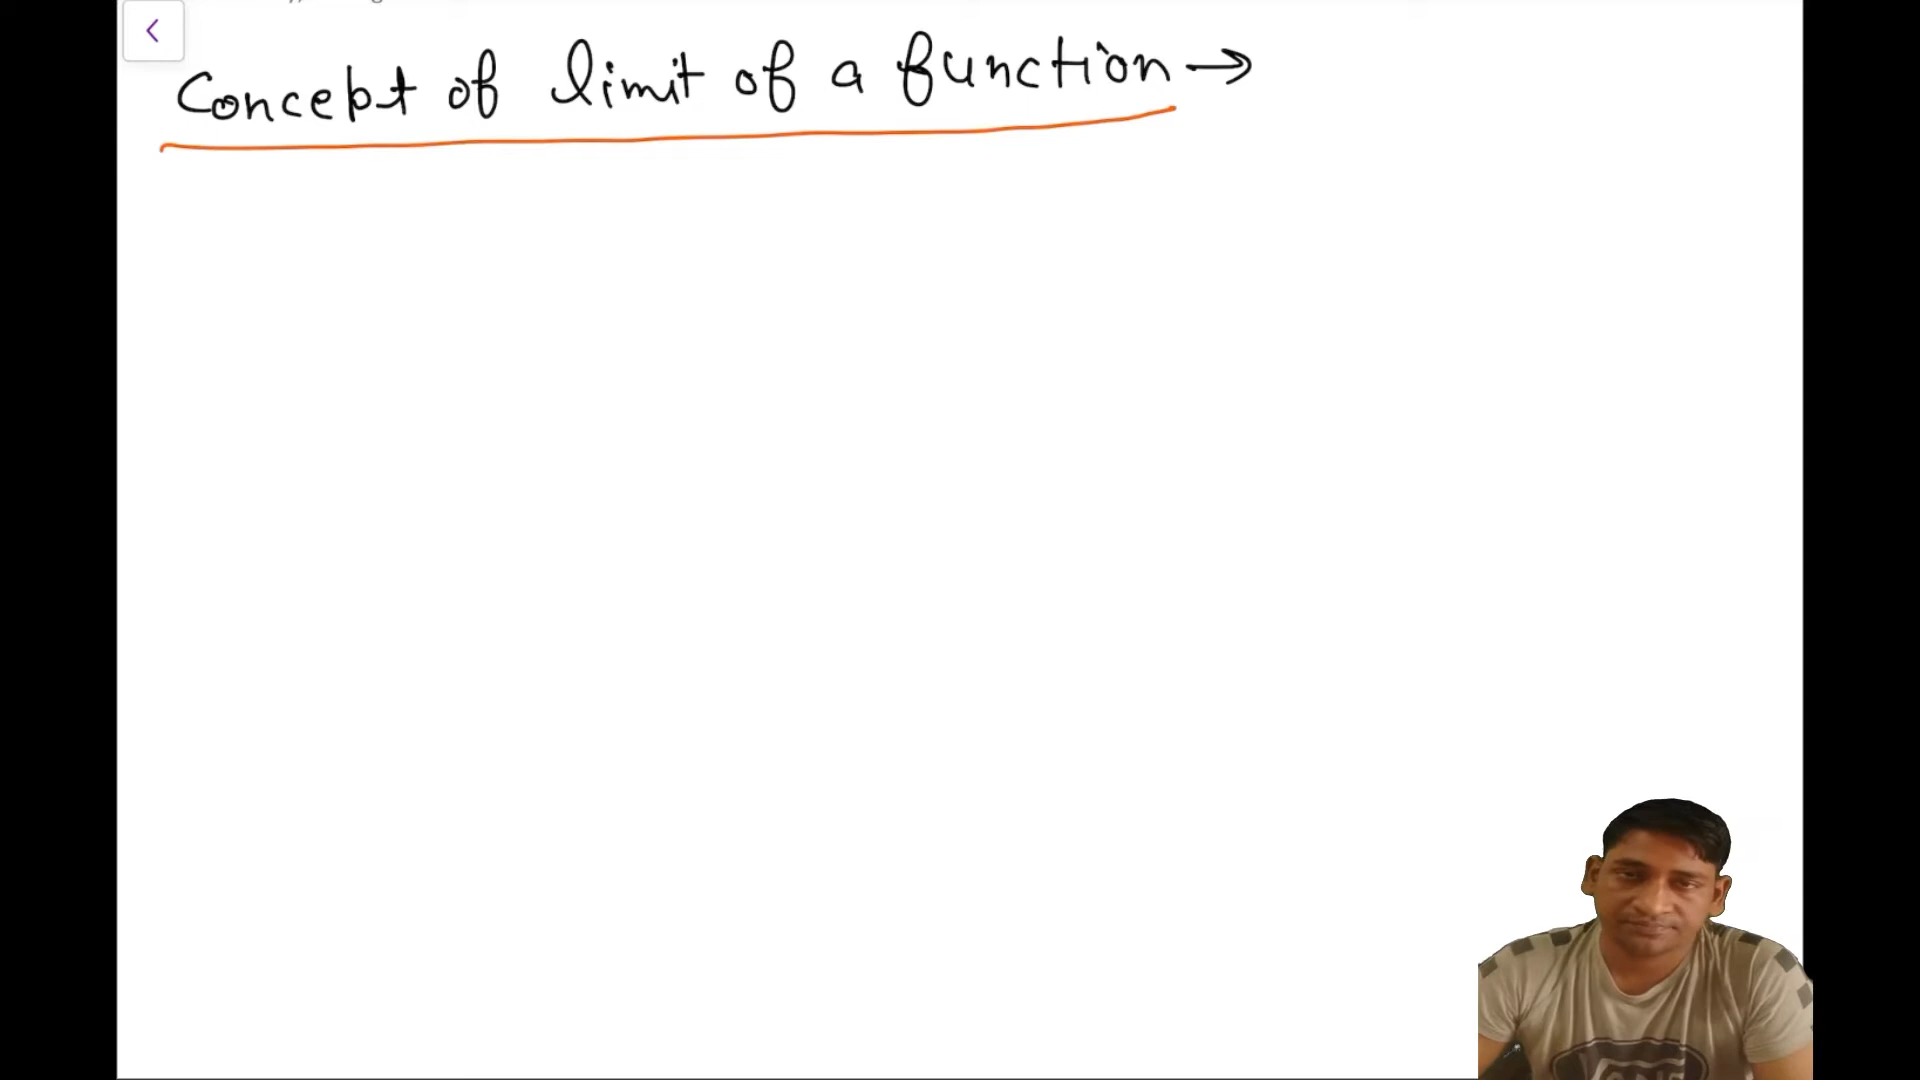 Concept of limit of a function →